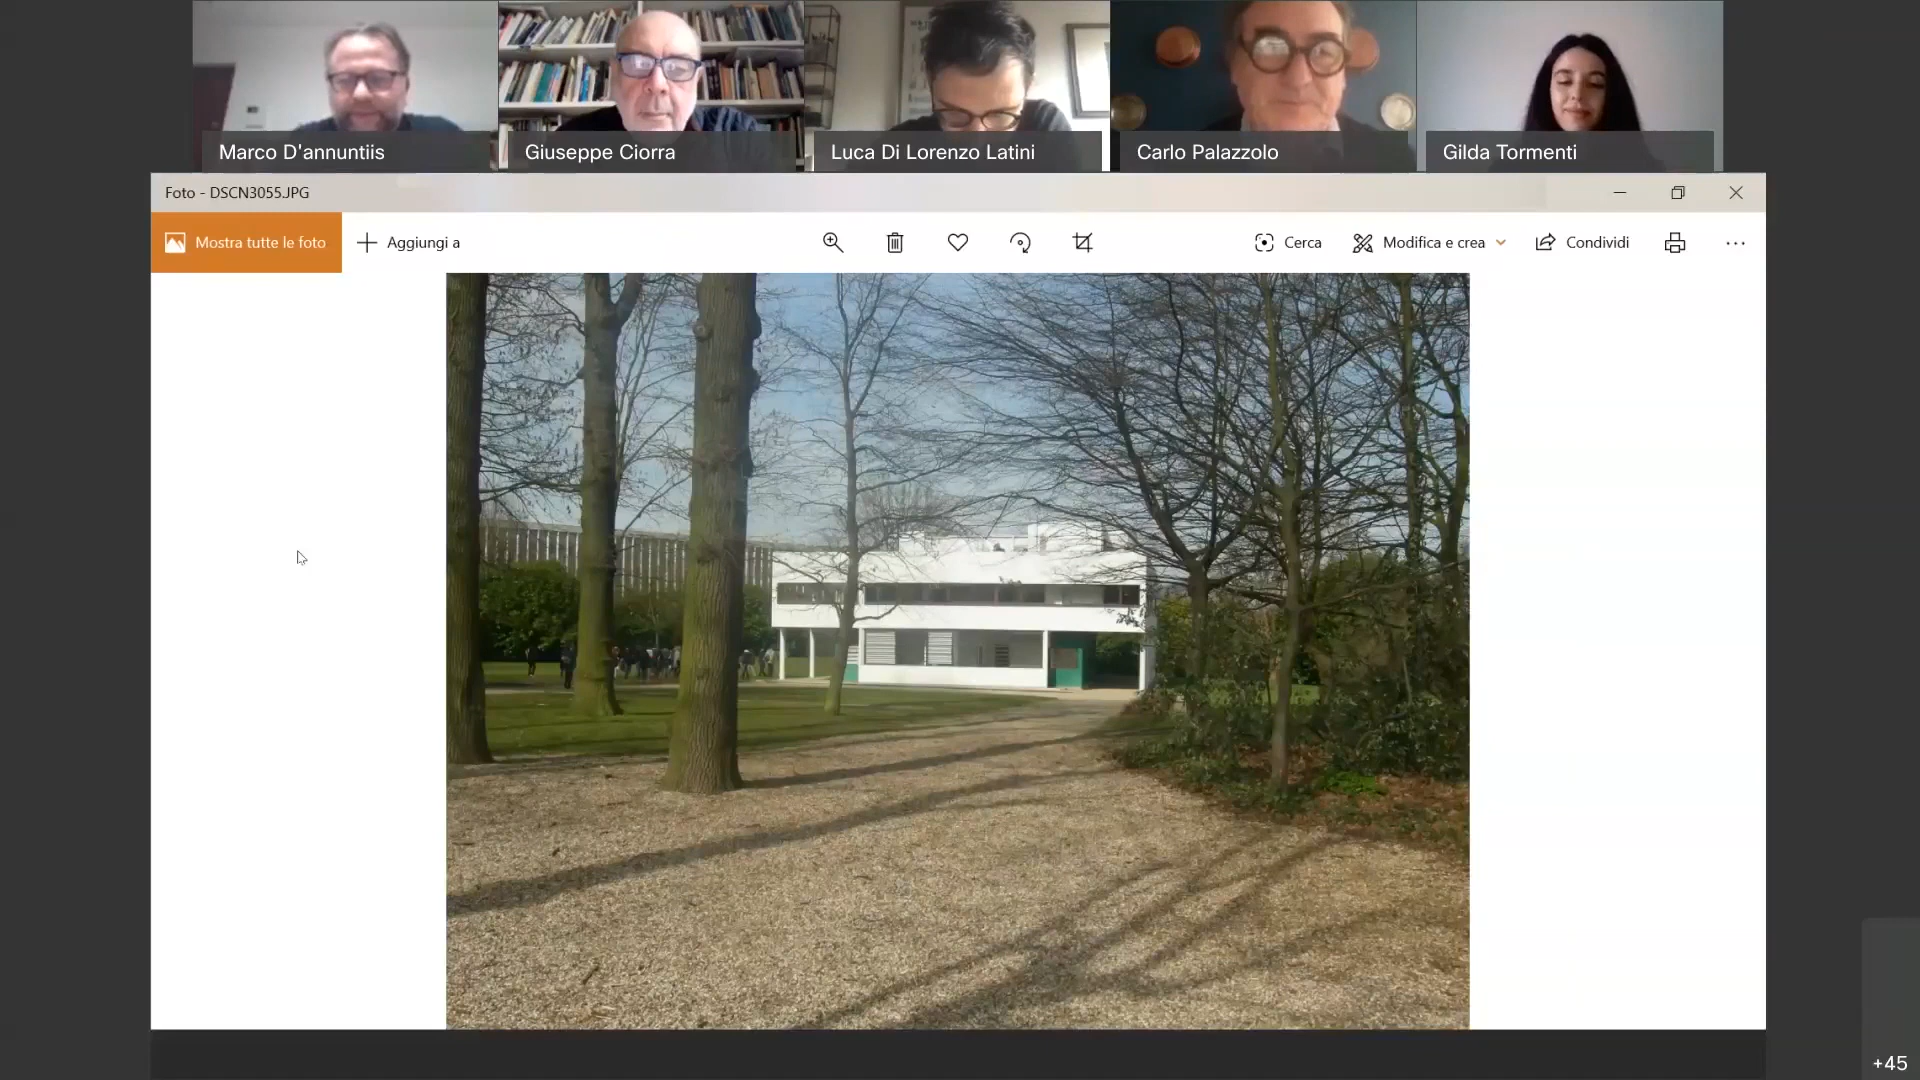 Marco D'annuntiis
Giuseppe Ciorra
Luca Di Lorenzo Latini
Carlo Palazzolo
Gilda Tormenti
Foto - DSCN3055.JPG
Mostra tutte le foto
Aggiungi a
Cerca
Modifica e crea
Condividi
+45